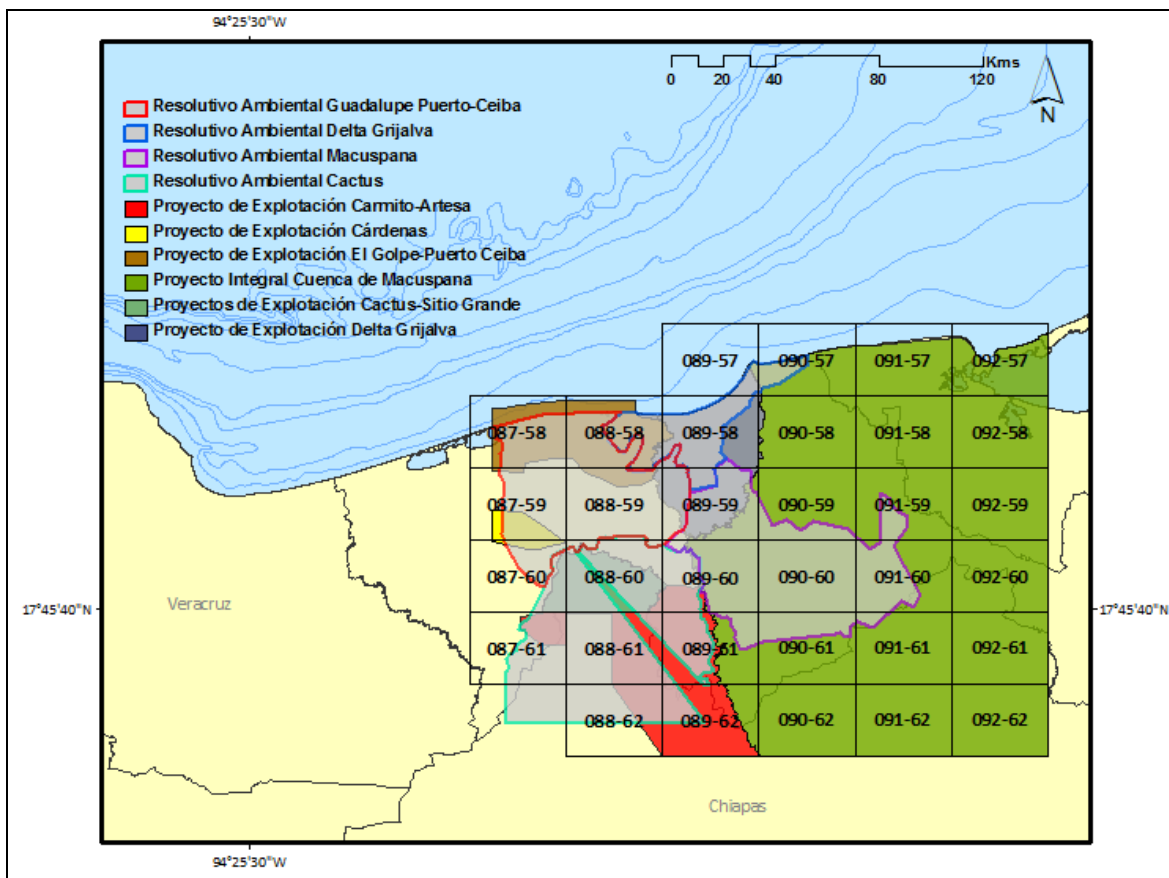 94°25'30"W
Kms
0 20 40 80 120
N
Resolutivo Ambiental Guadalupe Puerto-Ceiba
Resolutivo Ambiental Delta Grijalva
Resolutivo Ambiental Macuspana
Resolutivo Ambiental Cactus
Proyecto de Explotación Carmito-Artesa
Proyecto de Explotación Cárdenas
Proyecto de Explotación El Golpe-Puerto Ceiba
Proyecto Integral Cuenca de Macuspana
Proyectos de Explotación Cactus-Sitio Grande
Proyecto de Explotación Delta Grijalva
089-57 090-57 091-57 092-57
087-58 088-58 089-58 090-58 091-58 092-58
087-59 088-59 089-59 090-59 091-59 092-59
087-60 088-60 089-60 090-60 091-60 092-60
17°45'40"N Veracruz 17°45'40"N
087-61 088-61 089-61 090-61 091-61 092-61
088-62 089-62 090-62 091-62 092-62
Chiapas
94°25'30"W